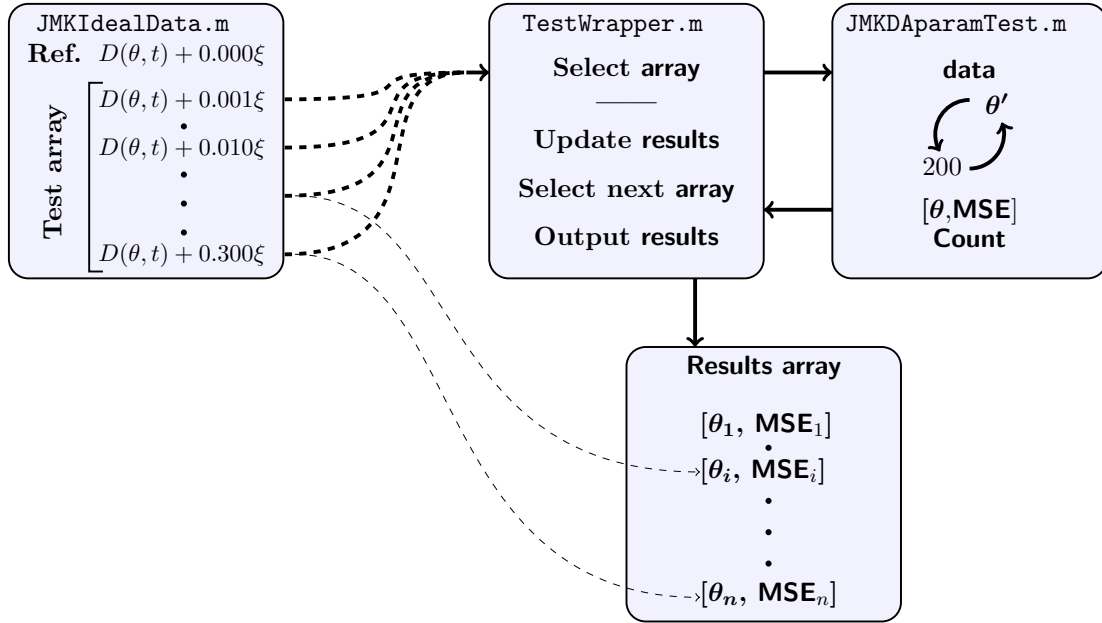 JMKIdealData.m
Ref. D(θ, t) + 0.000ξ
Test array
D(θ, t) + 0.001ξ
D(θ, t) + 0.010ξ
D(θ, t) + 0.300ξ
TestWrapper.m
Select array
Update results
Select next array
Output results
JMKDAparamTest.m
data
θ′
200
[θ,MSE]
Count
Results array
[θ₁, MSE₁]
[θᵢ, MSEᵢ]
[θₙ, MSEₙ]